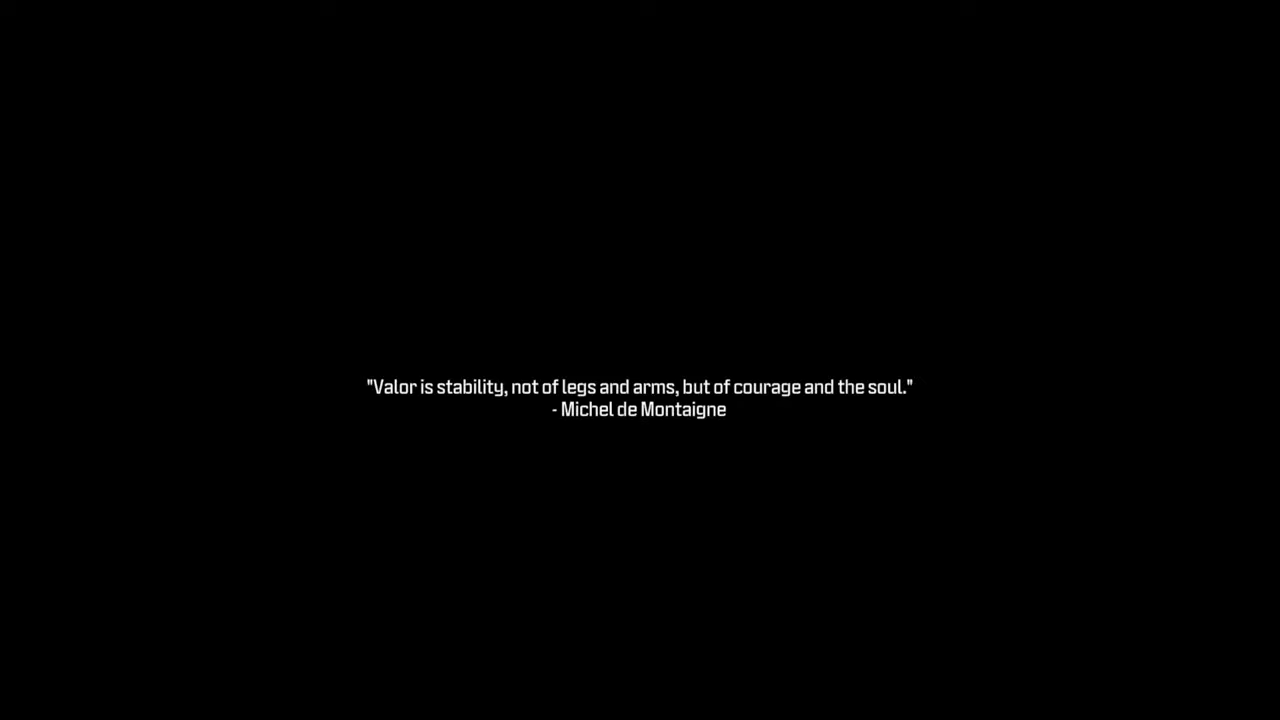 "Valor is stability, not of legs and arms, but of courage and the soul."
- Michel de Montaigne